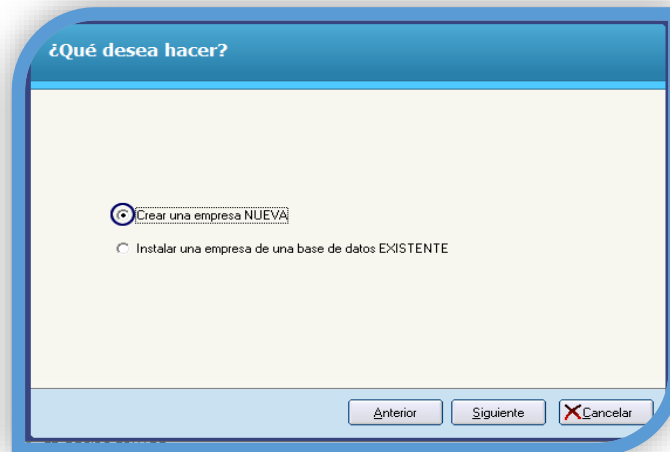 ¿Qué desea hacer?
Crear una empresa NUEVA
Instalar una empresa de una base de datos EXISTENTE
Anterior
Siguiente
Cancelar